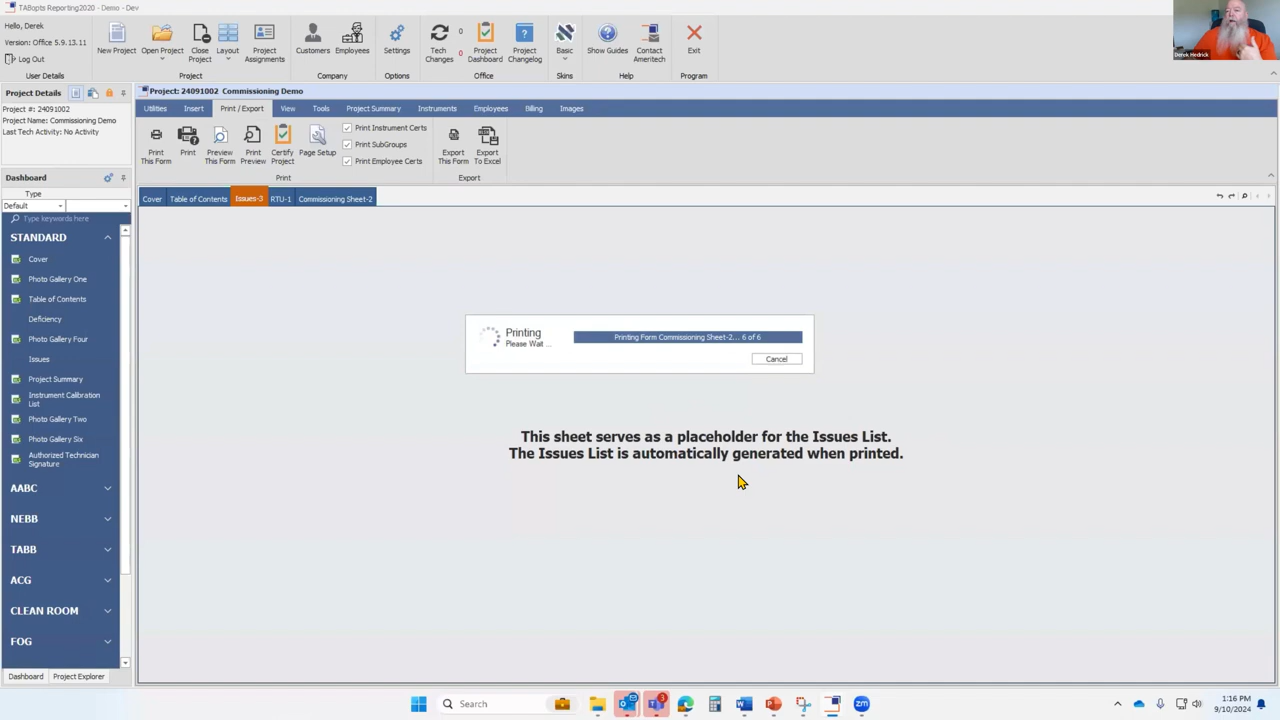 TABopts Reporting2020 - Demo - Dev
Hello, Derek
Version: Office 5.9.13.11
Log Out
User Details
New Project
Open Project
Close Project
Layout
Project Assignments
Project
Customers
Employees
Company
Settings
Options
Tech Changes
0
0
Project Dashboard
Project Changelog
Office
Basic
Skins
Show Guides
Contact Ameritech
Help
Exit
Program
Derek Hedrick
Project Details
Project #: 24091002
Project Name: Commissioning Demo
Last Tech Activity: No Activity
Project: 24091002 Commissioning Demo
Utilities
Insert
Print / Export
View
Tools
Project Summary
Instruments
Employees
Billing
Images
Print This Form
Print
Preview This Form
Print Preview
Certify Project
Page Setup
Print Instrument Certs
Print SubGroups
Print Employee Certs
Print
Export This Form
Export To Excel
Export
Dashboard
Type
Default
Type keywords here
STANDARD
Cover
Photo Gallery One
Table of Contents
Deficiency
Photo Gallery Four
Issues
Project Summary
Instrument Calibration List
Photo Gallery Two
Photo Gallery Six
Authorized Technician Signature
AABC
NEBB
TABB
ACG
CLEAN ROOM
FOG
Dashboard
Project Explorer
Cover
Table of Contents
Issues-3
RTU-1
Commissioning Sheet-2
Printing
Please Wait ...
Printing Form Commissioning Sheet-2... 6 of 6
Cancel
This sheet serves as a placeholder for the Issues List.
The Issues List is automatically generated when printed.
Search
3
zm
1:16 PM
9/10/2024